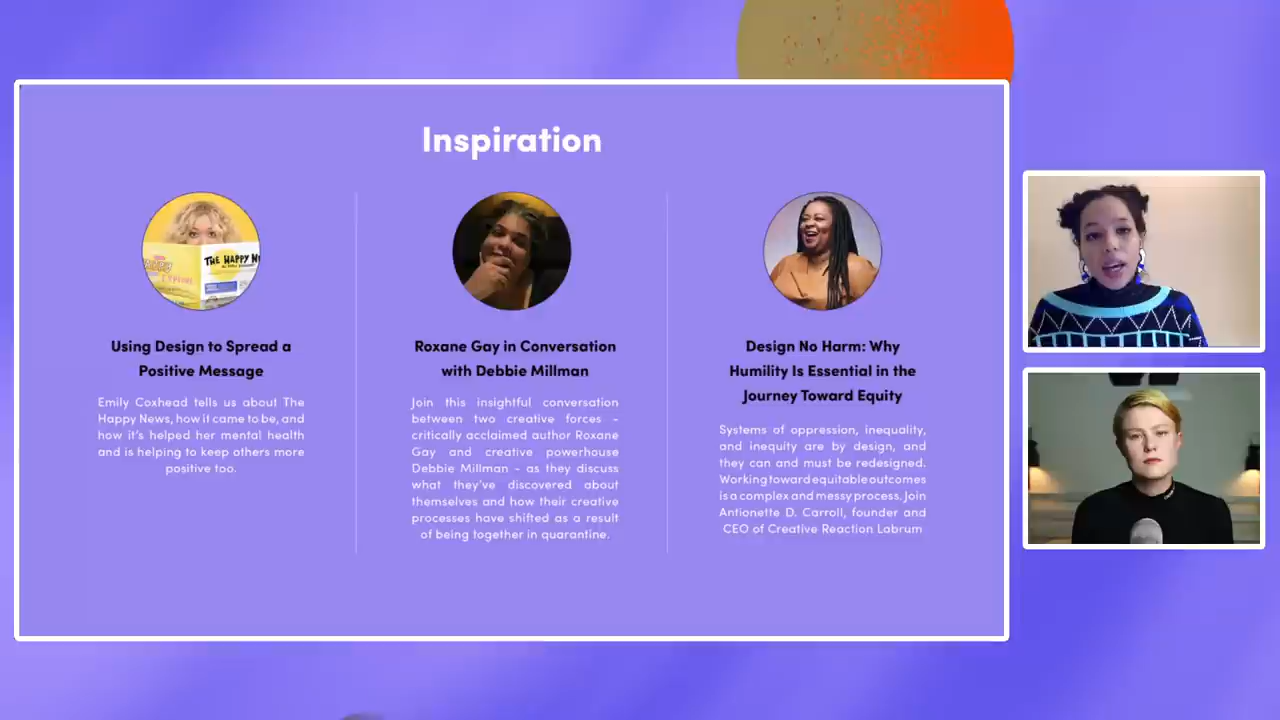 Inspiration
THE HAPPY N
Using Design to Spread a
Positive Message
Emily Coxhead tells us about The
Happy News, how it came to be, and
how it's helped her mental health
and is helping to keep others more
positive too.
Roxane Gay in Conversation
with Debbie Millman
Join this insightful conversation
between two creative forces –
critically acclaimed author Roxane
Gay and creative powerhouse
Debbie Millman – as they discuss
what they've discovered about
themselves and how their creative
processes have shifted as a result
of being together in quarantine.
Design No Harm: Why
Humility Is Essential in the
Journey Toward Equity
Systems of oppression, inequality,
and inequity are by design, and
they can and must be redesigned.
Working toward equitable outcomes
is a complex and messy process. Join
Antionette D. Carroll, founder and
CEO of Creative Reaction Labrum